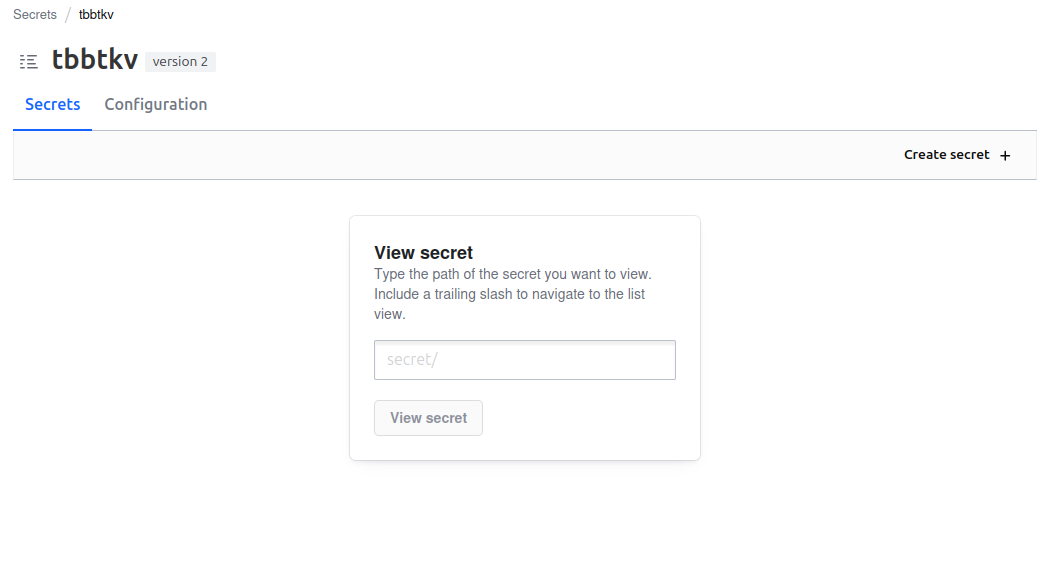 Secrets / tbbtkv
tbbtkv version 2
Secrets Configuration
Create secret +
View secret
Type the path of the secret you want to view.
Include a trailing slash to navigate to the list
view.
secret/
View secret